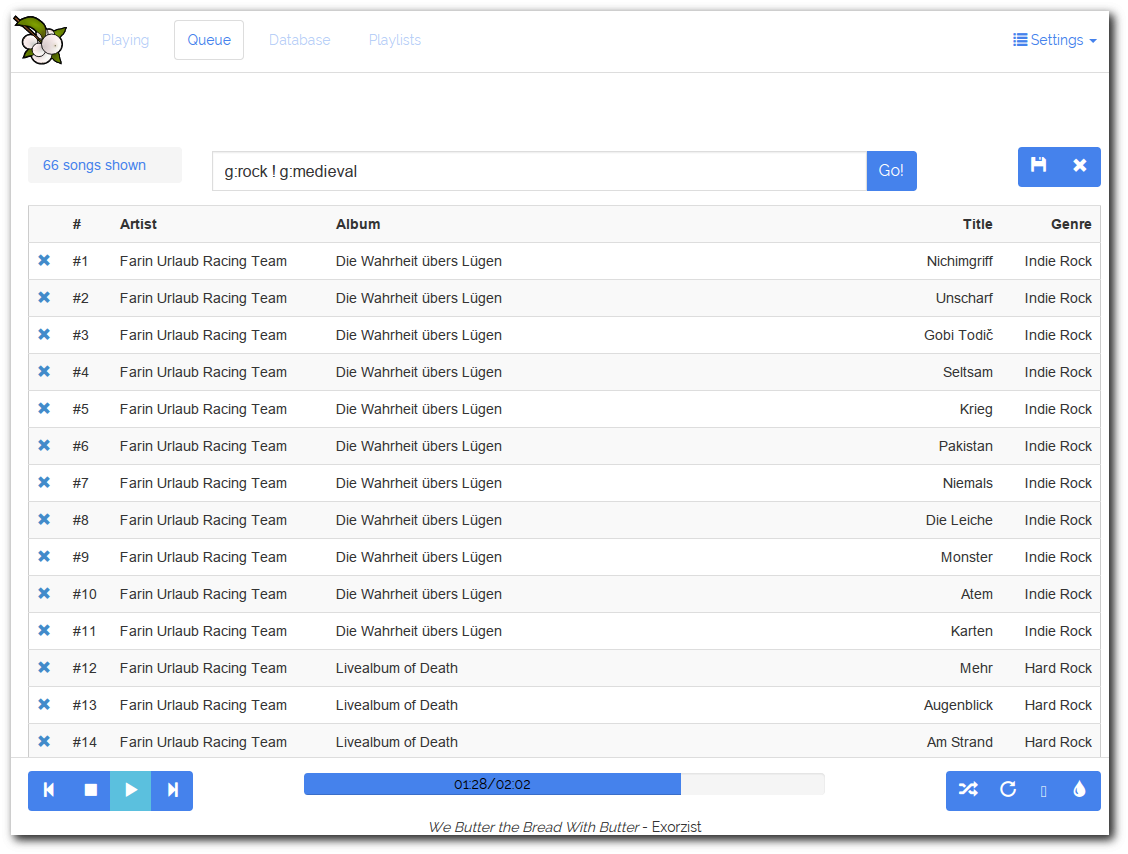 Playing Queue Database Playlists Settings
66 songs shown g:rock ! g:medieval Go!
# Artist Album Title Genre
#1 Farin Urlaub Racing Team Die Wahrheit übers Lügen Nichimgriff Indie Rock
#2 Farin Urlaub Racing Team Die Wahrheit übers Lügen Unscharf Indie Rock
#3 Farin Urlaub Racing Team Die Wahrheit übers Lügen Gobi Todič Indie Rock
#4 Farin Urlaub Racing Team Die Wahrheit übers Lügen Seltsam Indie Rock
#5 Farin Urlaub Racing Team Die Wahrheit übers Lügen Krieg Indie Rock
#6 Farin Urlaub Racing Team Die Wahrheit übers Lügen Pakistan Indie Rock
#7 Farin Urlaub Racing Team Die Wahrheit übers Lügen Niemals Indie Rock
#8 Farin Urlaub Racing Team Die Wahrheit übers Lügen Die Leiche Indie Rock
#9 Farin Urlaub Racing Team Die Wahrheit übers Lügen Monster Indie Rock
#10 Farin Urlaub Racing Team Die Wahrheit übers Lügen Atem Indie Rock
#11 Farin Urlaub Racing Team Die Wahrheit übers Lügen Karten Indie Rock
#12 Farin Urlaub Racing Team Livealbum of Death Mehr Hard Rock
#13 Farin Urlaub Racing Team Livealbum of Death Augenblick Hard Rock
#14 Farin Urlaub Racing Team Livealbum of Death Am Strand Hard Rock
01:28/02:02
We Butter the Bread With Butter - Exorzist